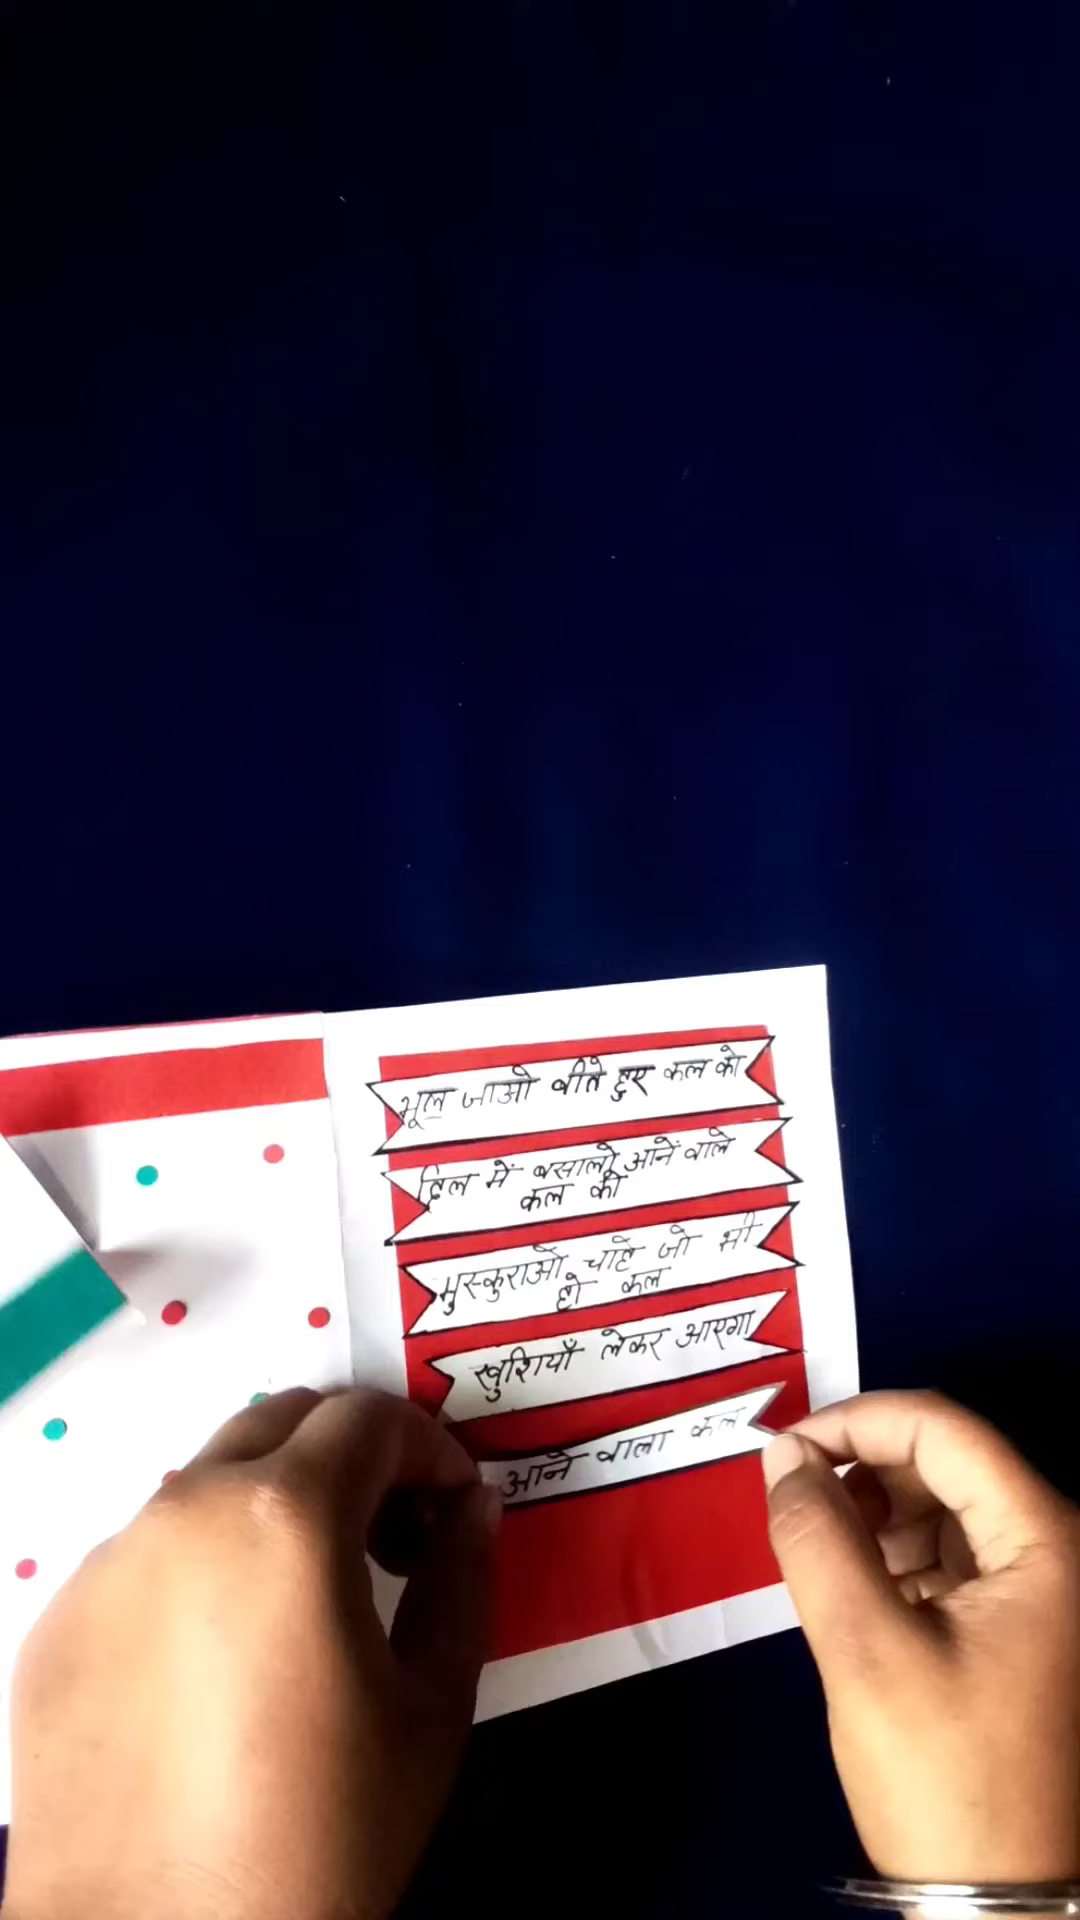 भूल जाओ बीते हुए कल को
दिल में बसालो आनें वाले
कल को
मुस्कुराओ चाहे जो भी
हो कल
खुशियाँ लेकर आएगा
आने वाला कल